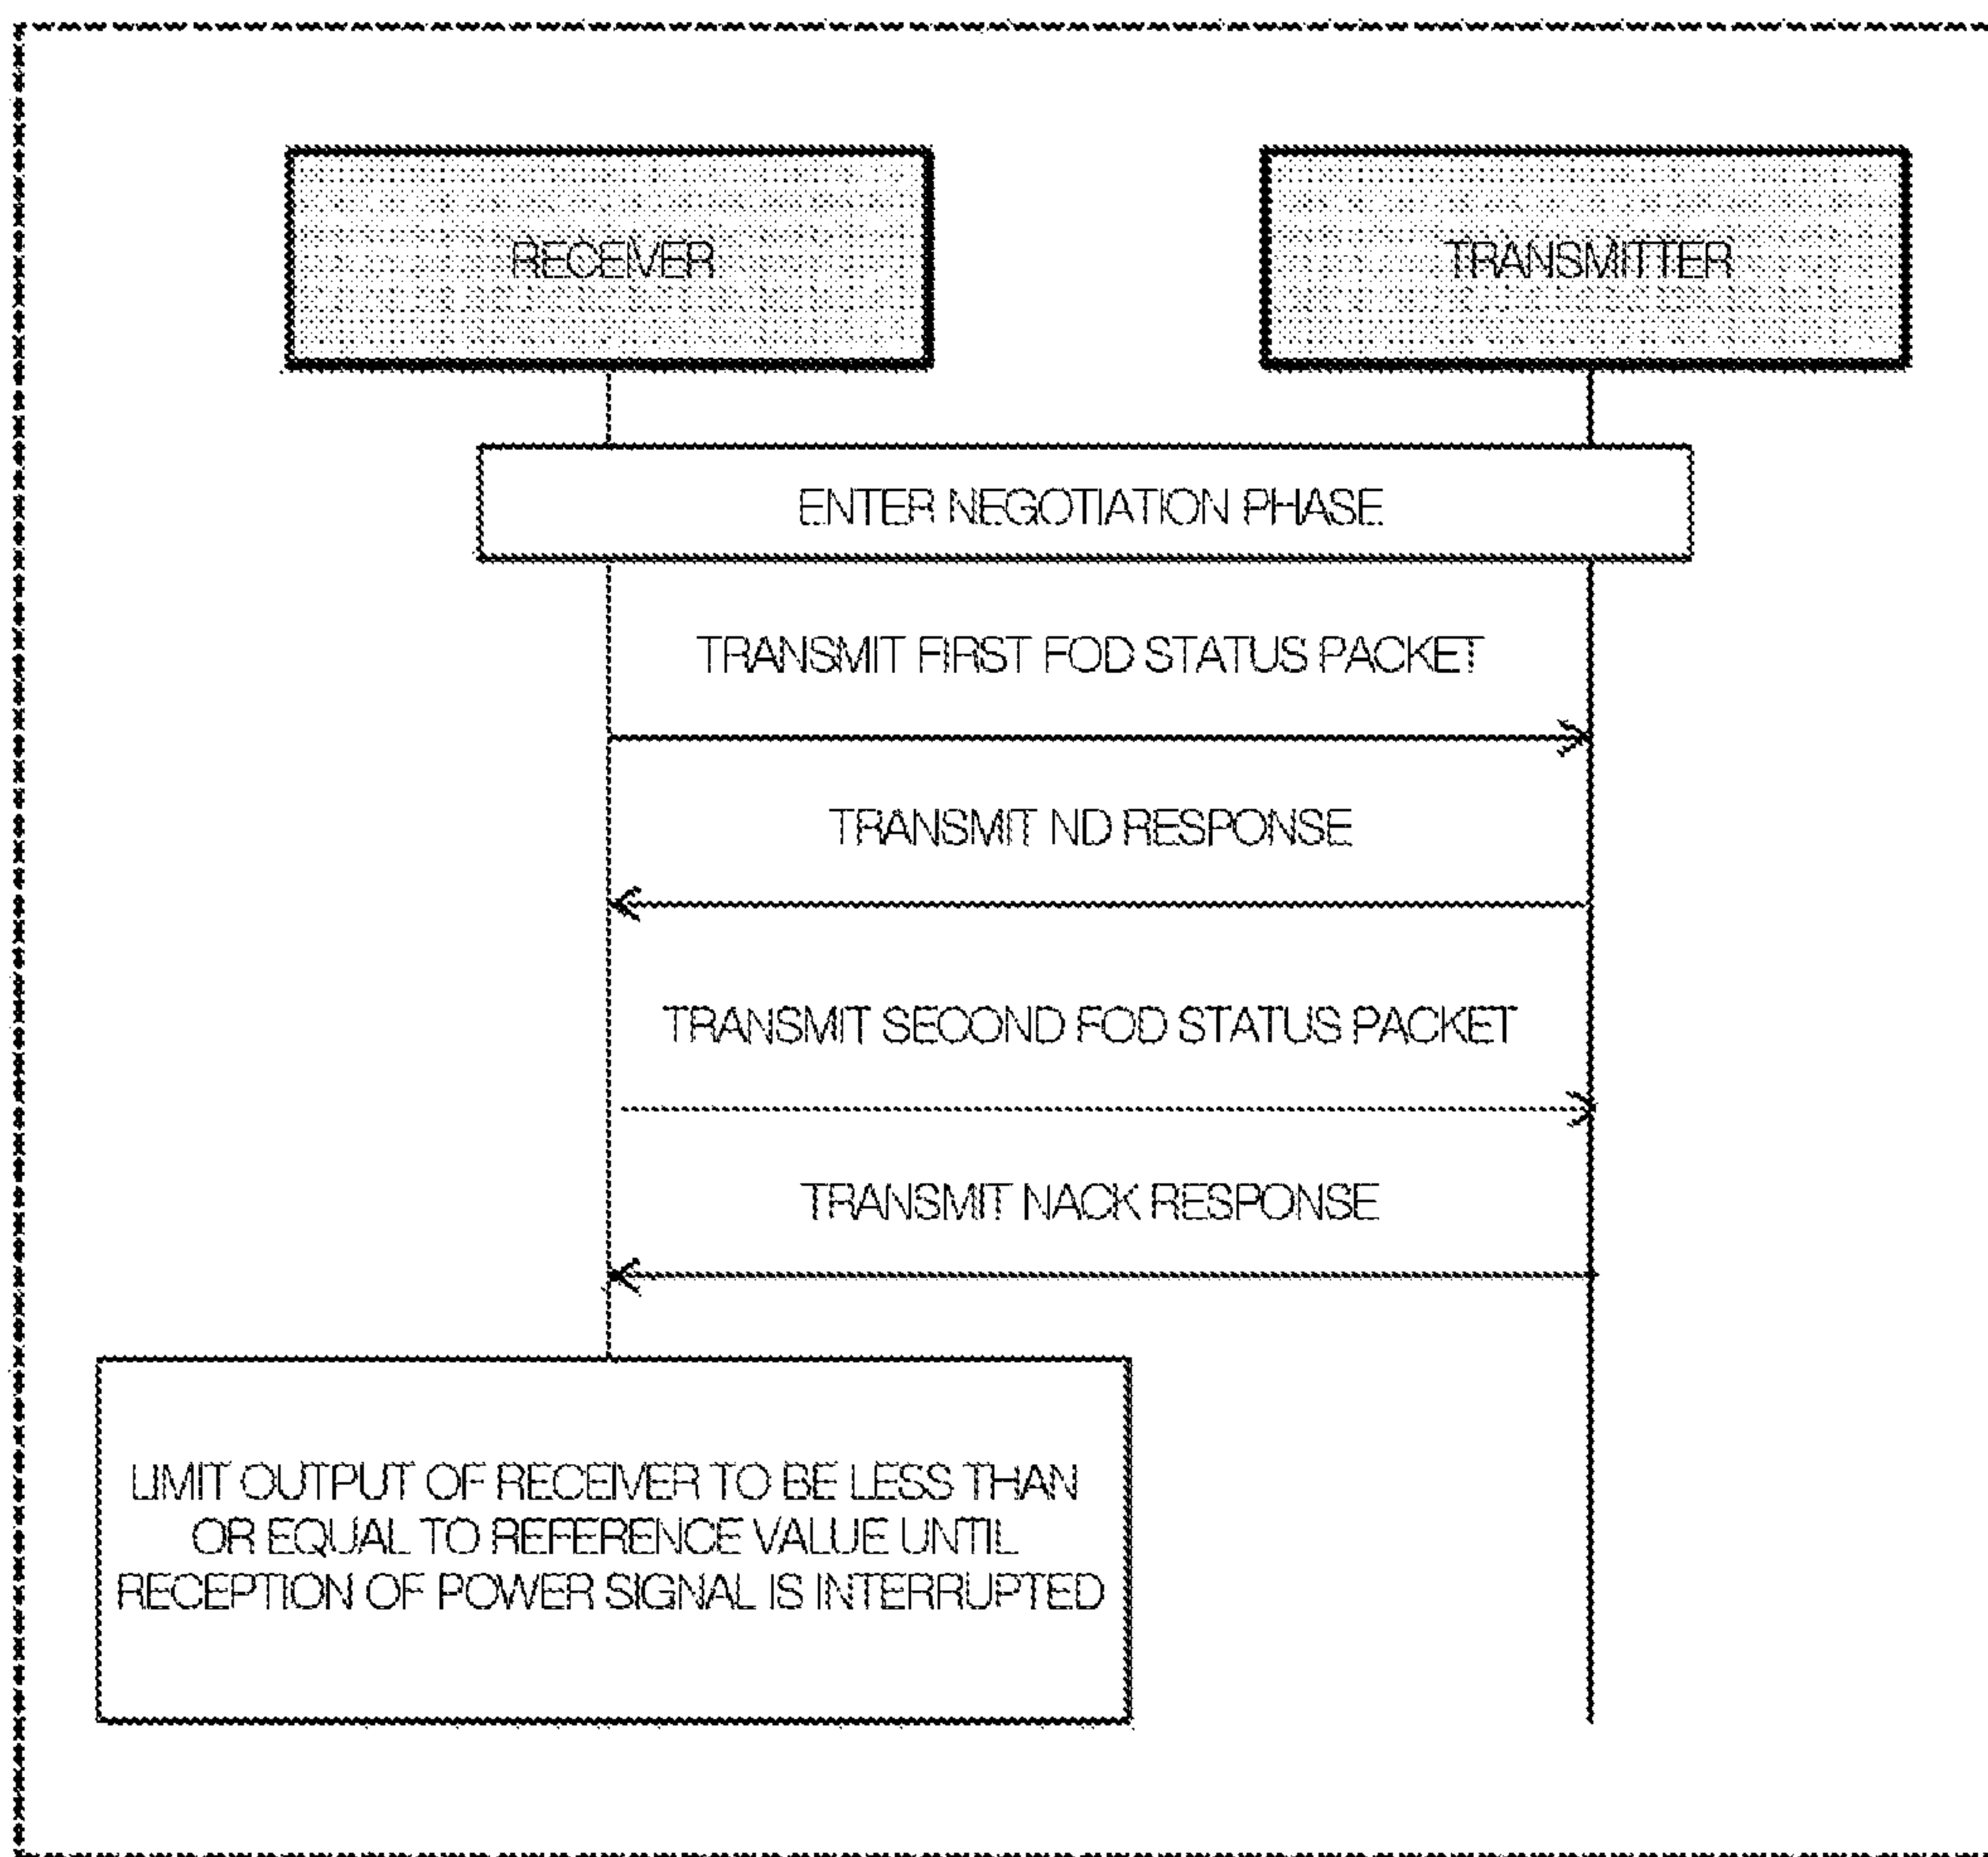 RECEIVER
TRANSMITTER
ENTER NEGOTIATION PHASE
TRANSMIT FIRST FOD STATUS PACKET
TRANSMIT ND RESPONSE
TRANSMIT SECOND FOD STATUS PACKET
TRANSMIT NACK RESPONSE
LIMIT OUTPUT OF RECEIVER TO BE LESS THAN
OR EQUAL TO REFERENCE VALUE UNTIL
RECEPTION OF POWER SIGNAL IS INTERRUPTED